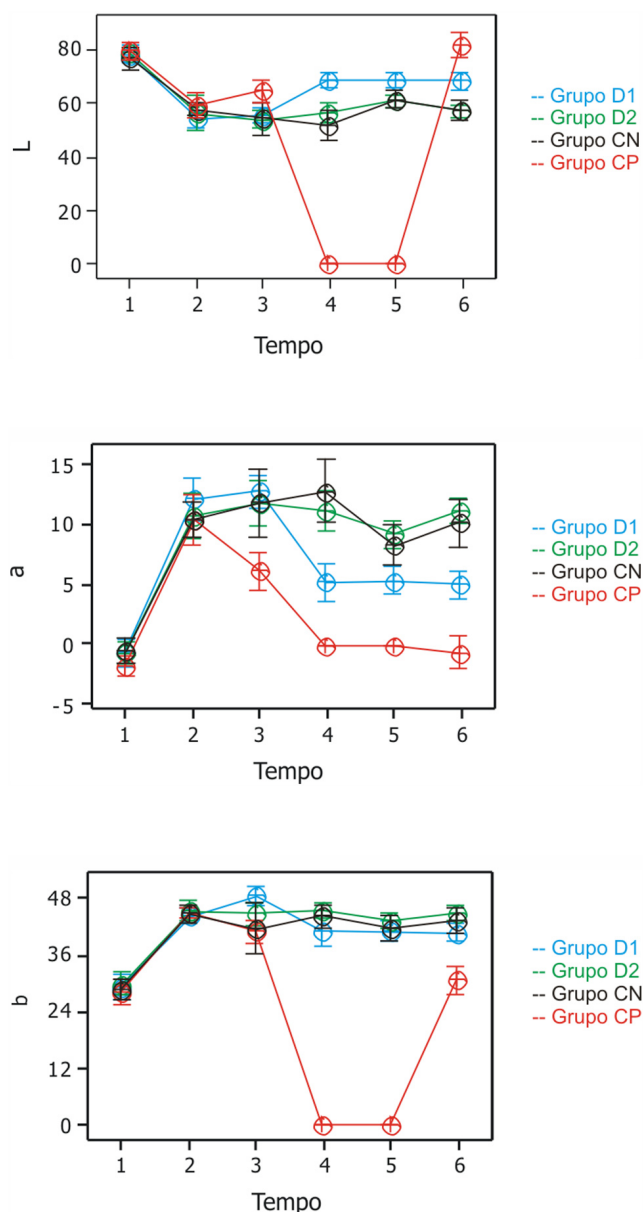 80
60
40
20
0
L
1 2 3 4 5 6
Tempo
-- Grupo D1
-- Grupo D2
-- Grupo CN
-- Grupo CP
15
10
5
0
-5
a
1 2 3 4 5 6
Tempo
-- Grupo D1
-- Grupo D2
-- Grupo CN
-- Grupo CP
48
36
24
12
0
b
1 2 3 4 5 6
Tempo
-- Grupo D1
-- Grupo D2
-- Grupo CN
-- Grupo CP